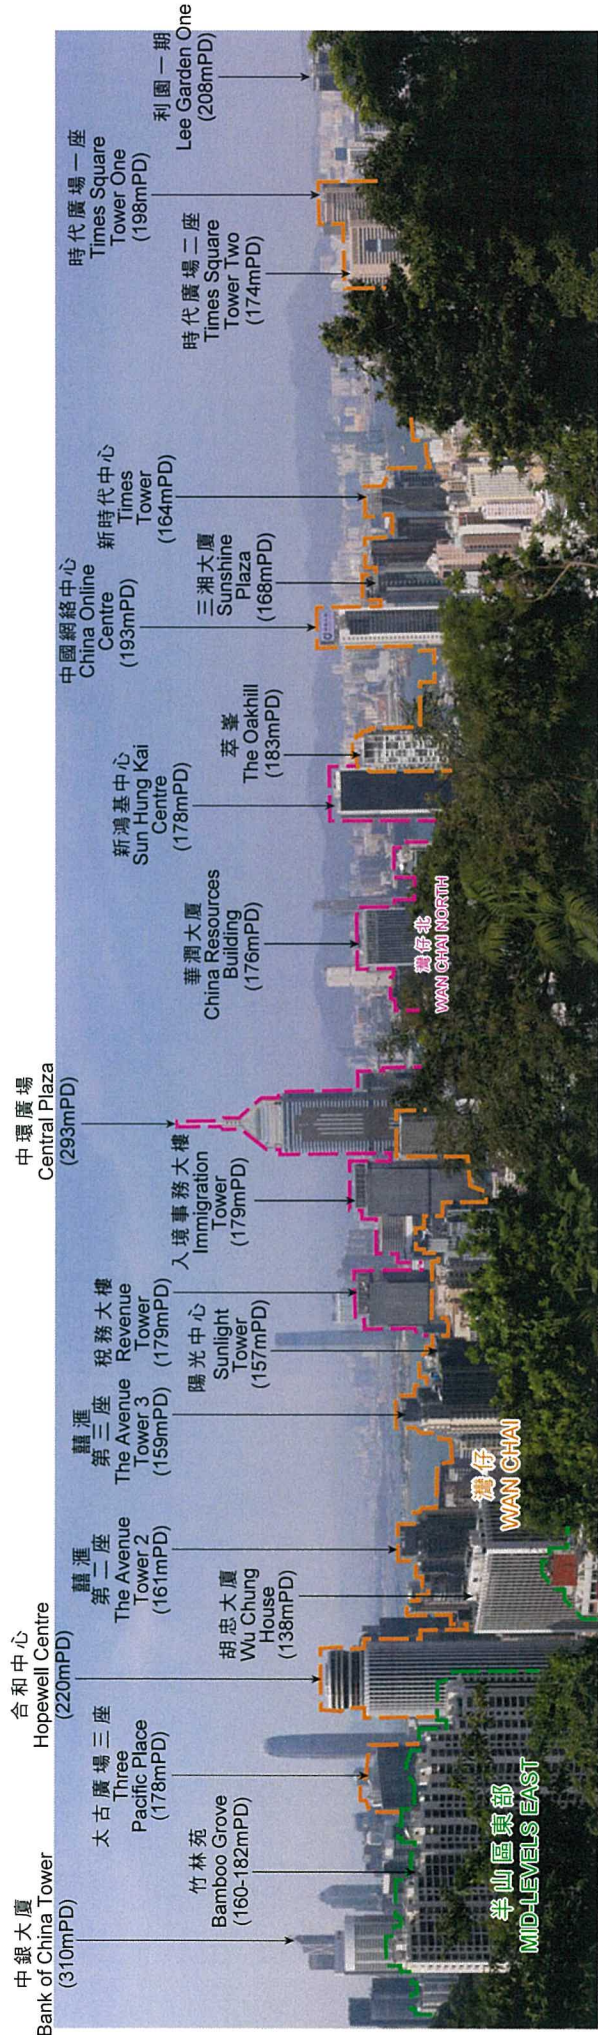 中銀大廈
Bank of China Tower
(310mPD)
竹林苑
Bamboo Grove
(160-182mPD)
太古廣場三座
Three
Pacific Place
(178mPD)
合和中心
Hopewell Centre
(220mPD)
胡忠大廈
Wu Chung
House
(138mPD)
囍滙
第二座
The Avenue
Tower 2
(161mPD)
囍滙
第三座
The Avenue
Tower 3
(159mPD)
陽光中心
Sunlight
Tower
(157mPD)
稅務大樓
Revenue
Tower
(179mPD)
入境事務大樓
Immigration
Tower
(179mPD)
中環廣場
Central Plaza
(293mPD)
華潤大廈
China Resources
Building
(176mPD)
新鴻基中心
Sun Hung Kai
Centre
(178mPD)
萃峯
The Oakhill
(183mPD)
中國網絡中心
China Online
Centre
(193mPD)
三湘大廈
Sunshine
Plaza
(168mPD)
新時代中心
Times
Tower
(164mPD)
時代廣場二座
Times Square
Tower Two
(174mPD)
時代廣場一座
Times Square
Tower One
(198mPD)
利園一期
Lee Garden One
(208mPD)
半山區東部
MID-LEVELS EAST
灣仔
WAN CHAI
灣仔北
WAN CHAI NORTH